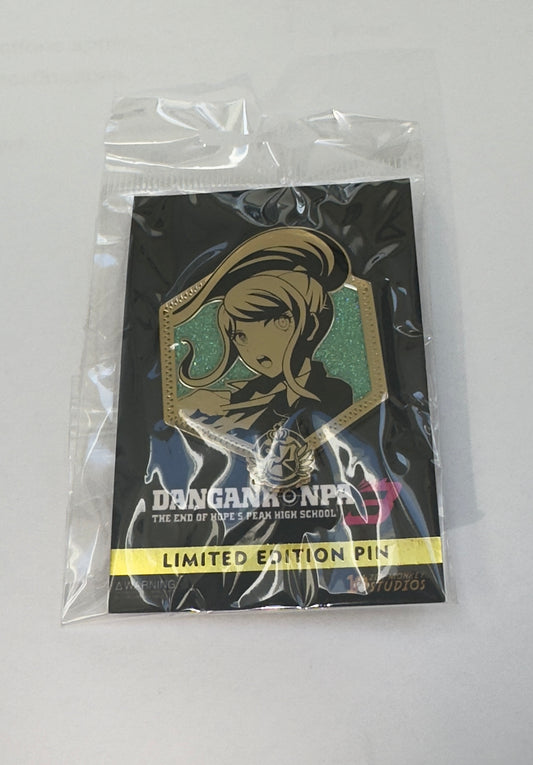 DANGANRONPA 3
THE END OF HOPE'S PEAK HIGH SCHOOL
LIMITED EDITION PIN
⚠ WARNING
STUDIOS